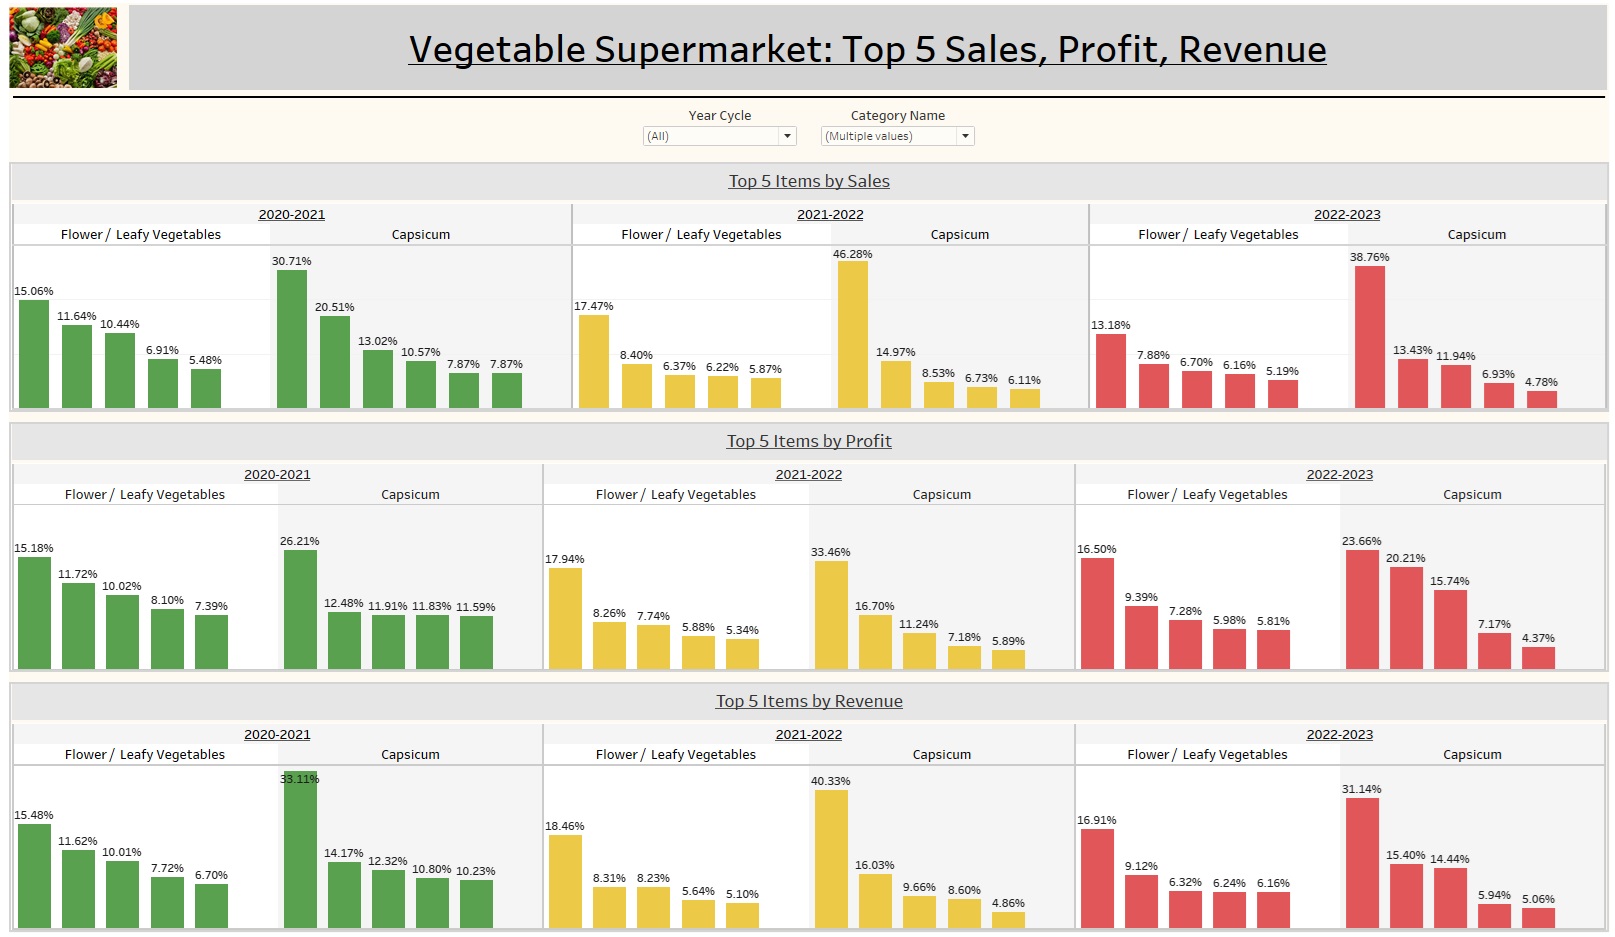 Vegetable Supermarket: Top 5 Sales, Profit, Revenue
Year Cycle Category Name
(All) (Multiple values)
Top 5 Items by Sales
2020-2021 2021-2022 2022-2023
Flower / Leafy Vegetables Capsicum Flower / Leafy Vegetables Capsicum Flower / Leafy Vegetables Capsicum
15.06% 11.64% 10.44% 6.91% 5.48% 30.71% 20.51% 13.02% 10.57% 7.87% 7.87% 17.47% 8.40% 6.37% 6.22% 5.87% 46.28% 14.97% 8.53% 6.73% 6.11% 13.18% 7.88% 6.70% 6.16% 5.19% 38.76% 13.43% 11.94% 6.93% 4.78%
Top 5 Items by Profit
2020-2021 2021-2022 2022-2023
Flower / Leafy Vegetables Capsicum Flower / Leafy Vegetables Capsicum Flower / Leafy Vegetables Capsicum
15.18% 11.72% 10.02% 8.10% 7.39% 26.21% 12.48% 11.91% 11.83% 11.59% 17.94% 8.26% 7.74% 5.88% 5.34% 33.46% 16.70% 11.24% 7.18% 5.89% 16.50% 9.39% 7.28% 5.98% 5.81% 23.66% 20.21% 15.74% 7.17% 4.37%
Top 5 Items by Revenue
2020-2021 2021-2022 2022-2023
Flower / Leafy Vegetables Capsicum Flower / Leafy Vegetables Capsicum Flower / Leafy Vegetables Capsicum
15.48% 11.62% 10.01% 7.72% 6.70% 33.11% 14.17% 12.32% 10.80% 10.23% 18.46% 8.31% 8.23% 5.64% 5.10% 40.33% 16.03% 9.66% 8.60% 4.86% 16.91% 9.12% 6.32% 6.24% 6.16% 31.14% 15.40% 14.44% 5.94% 5.06%